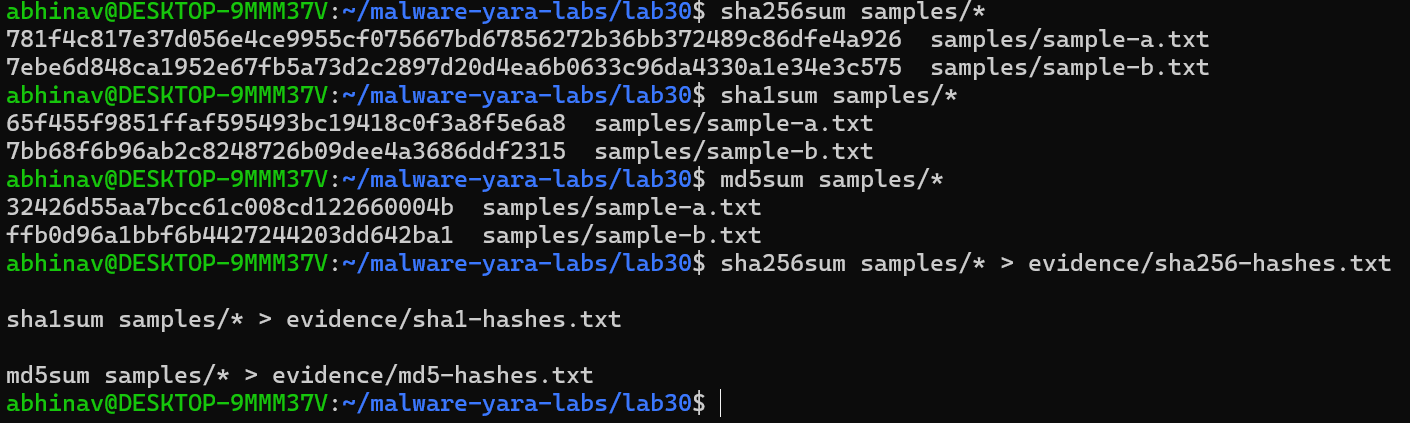 abhinav@DESKTOP-9MMM37V:~/malware-yara-labs/lab30$ sha256sum samples/*
781f4c817e37d056e4ce9955cf075667bd67856272b36bb372489c86dfe4a926  samples/sample-a.txt
7ebe6d848ca1952e67fb5a73d2c2897d20d4ea6b0633c96da4330a1e34e3c575  samples/sample-b.txt
abhinav@DESKTOP-9MMM37V:~/malware-yara-labs/lab30$ sha1sum samples/*
65f455f9851ffaf595493bc19418c0f3a8f5e6a8  samples/sample-a.txt
7bb68f6b96ab2c8248726b09dee4a3686ddf2315  samples/sample-b.txt
abhinav@DESKTOP-9MMM37V:~/malware-yara-labs/lab30$ md5sum samples/*
32426d55aa7bcc61c008cd122660004b  samples/sample-a.txt
ffb0d96a1bbf6b4427244203dd642ba1  samples/sample-b.txt
abhinav@DESKTOP-9MMM37V:~/malware-yara-labs/lab30$ sha256sum samples/* > evidence/sha256-hashes.txt
sha1sum samples/* > evidence/sha1-hashes.txt
md5sum samples/* > evidence/md5-hashes.txt
abhinav@DESKTOP-9MMM37V:~/malware-yara-labs/lab30$